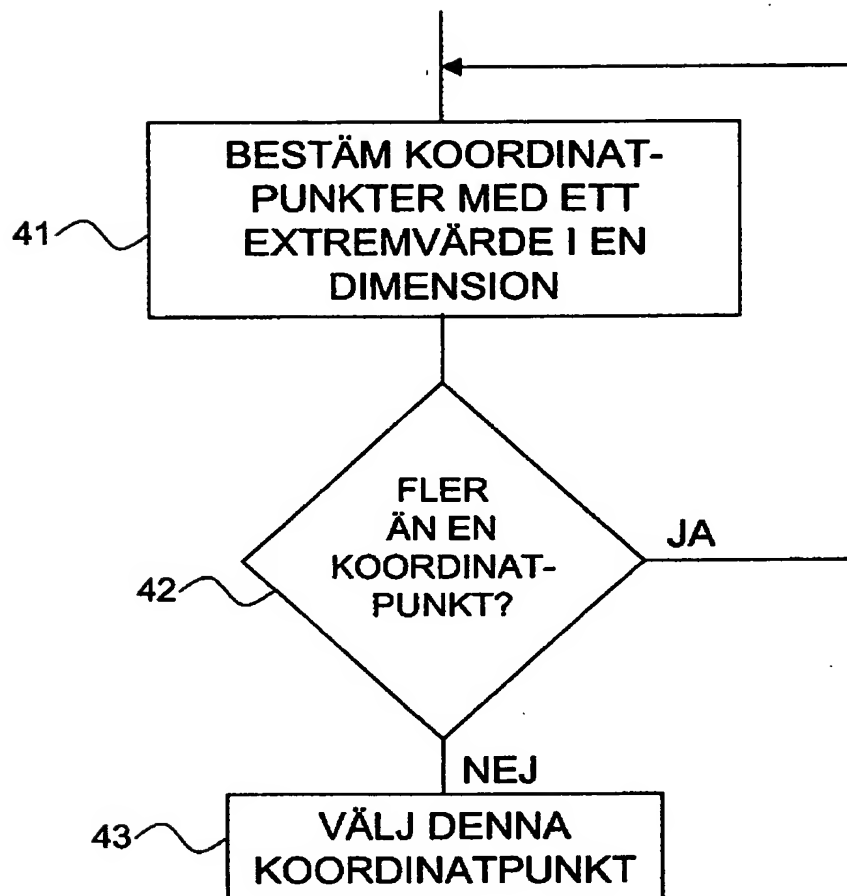 BESTÄM KOORDINAT-
PUNKTER MED ETT
EXTREMVÄRDE I EN
DIMENSION
41
FLER
ÄN EN
KOORDINAT-
PUNKT?
JA
42
NEJ
VÄLJ DENNA
KOORDINATPUNKT
43